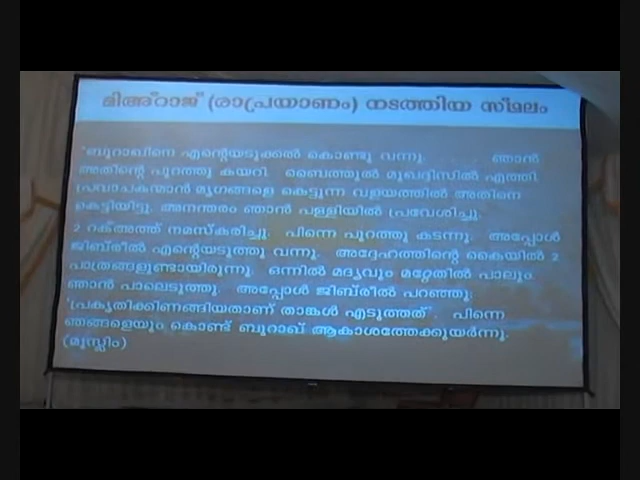 മിഅ്റാജ് (രാപ്രയാണം) നടത്തിയ സ്ഥലം
'ബുറാഖിനെ എന്റെയടുക്കൽ കൊണ്ടു വന്നു. ഞാൻ
അതിന്റെ പുറത്തു കയറി. ബൈത്തുൽ മുഖദ്ദിസിൽ എത്തി.
പ്രവാചകന്മാൻ മൃഗങ്ങളെ കെട്ടുന്ന വളയത്തിൽ അതിനെ
കെട്ടിയിട്ടു. അനന്തരം ഞാൻ പള്ളിയിൽ പ്രവേശിച്ചു.
2 റക്അത്ത് നമസ്കരിച്ചു. പിന്നെ പുറത്തു കടന്നു. അപ്പോൾ
ജിബ്രീൽ എന്റെയടുത്തു വന്നു. അദ്ദേഹത്തിന്റെ കൈയിൽ 2
പാത്രങ്ങളുണ്ടായിരുന്നു. ഒന്നിൽ മദ്യവും മറ്റേതിൽ പാലും
ഞാൻ പാലെടുത്തു. അപ്പോൾ ജിബ്രീൽ പറഞ്ഞു:
'പ്രകൃതിക്കിണങ്ങിയതാണ് താങ്കൾ എടുത്തത്'. പിന്നെ
ഞങ്ങളെയും കൊണ്ട് ബുറാഖ് ആകാശത്തേക്കുയർന്നു.
(മുസ്ലിം)